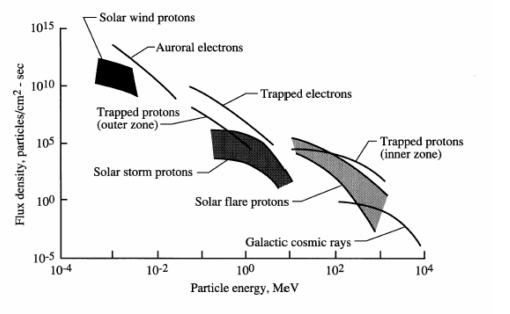 Solar wind protons
10¹⁵
Auroral electrons
10¹⁰
Trapped electrons
Trapped protons
(outer zone)
Trapped protons
(inner zone)
10⁵
Solar storm protons
Solar flare protons
10⁰
Galactic cosmic rays
10⁻⁵
Flux density, particles/cm² - sec
10⁻⁴
10⁻²
10⁰
10²
10⁴
Particle energy, MeV